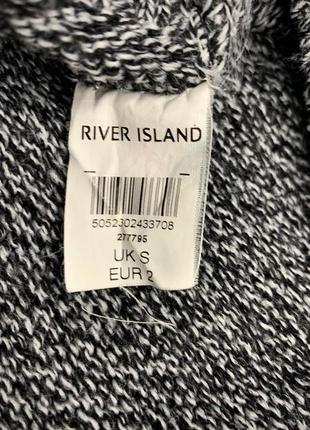 RIVER ISLAND
5052302433708
277795
UK S
EUR 2